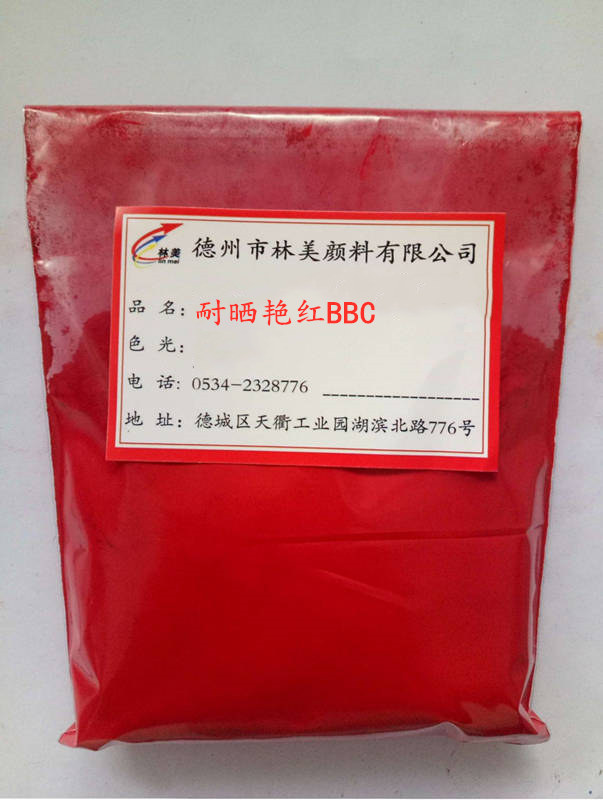 林美
lin mei
德州市林美颜料有限公司
品 名：耐晒艳红BBC
色 光：
电 话：0534-2328776
地 址：德城区天衢工业园湖滨北路776号